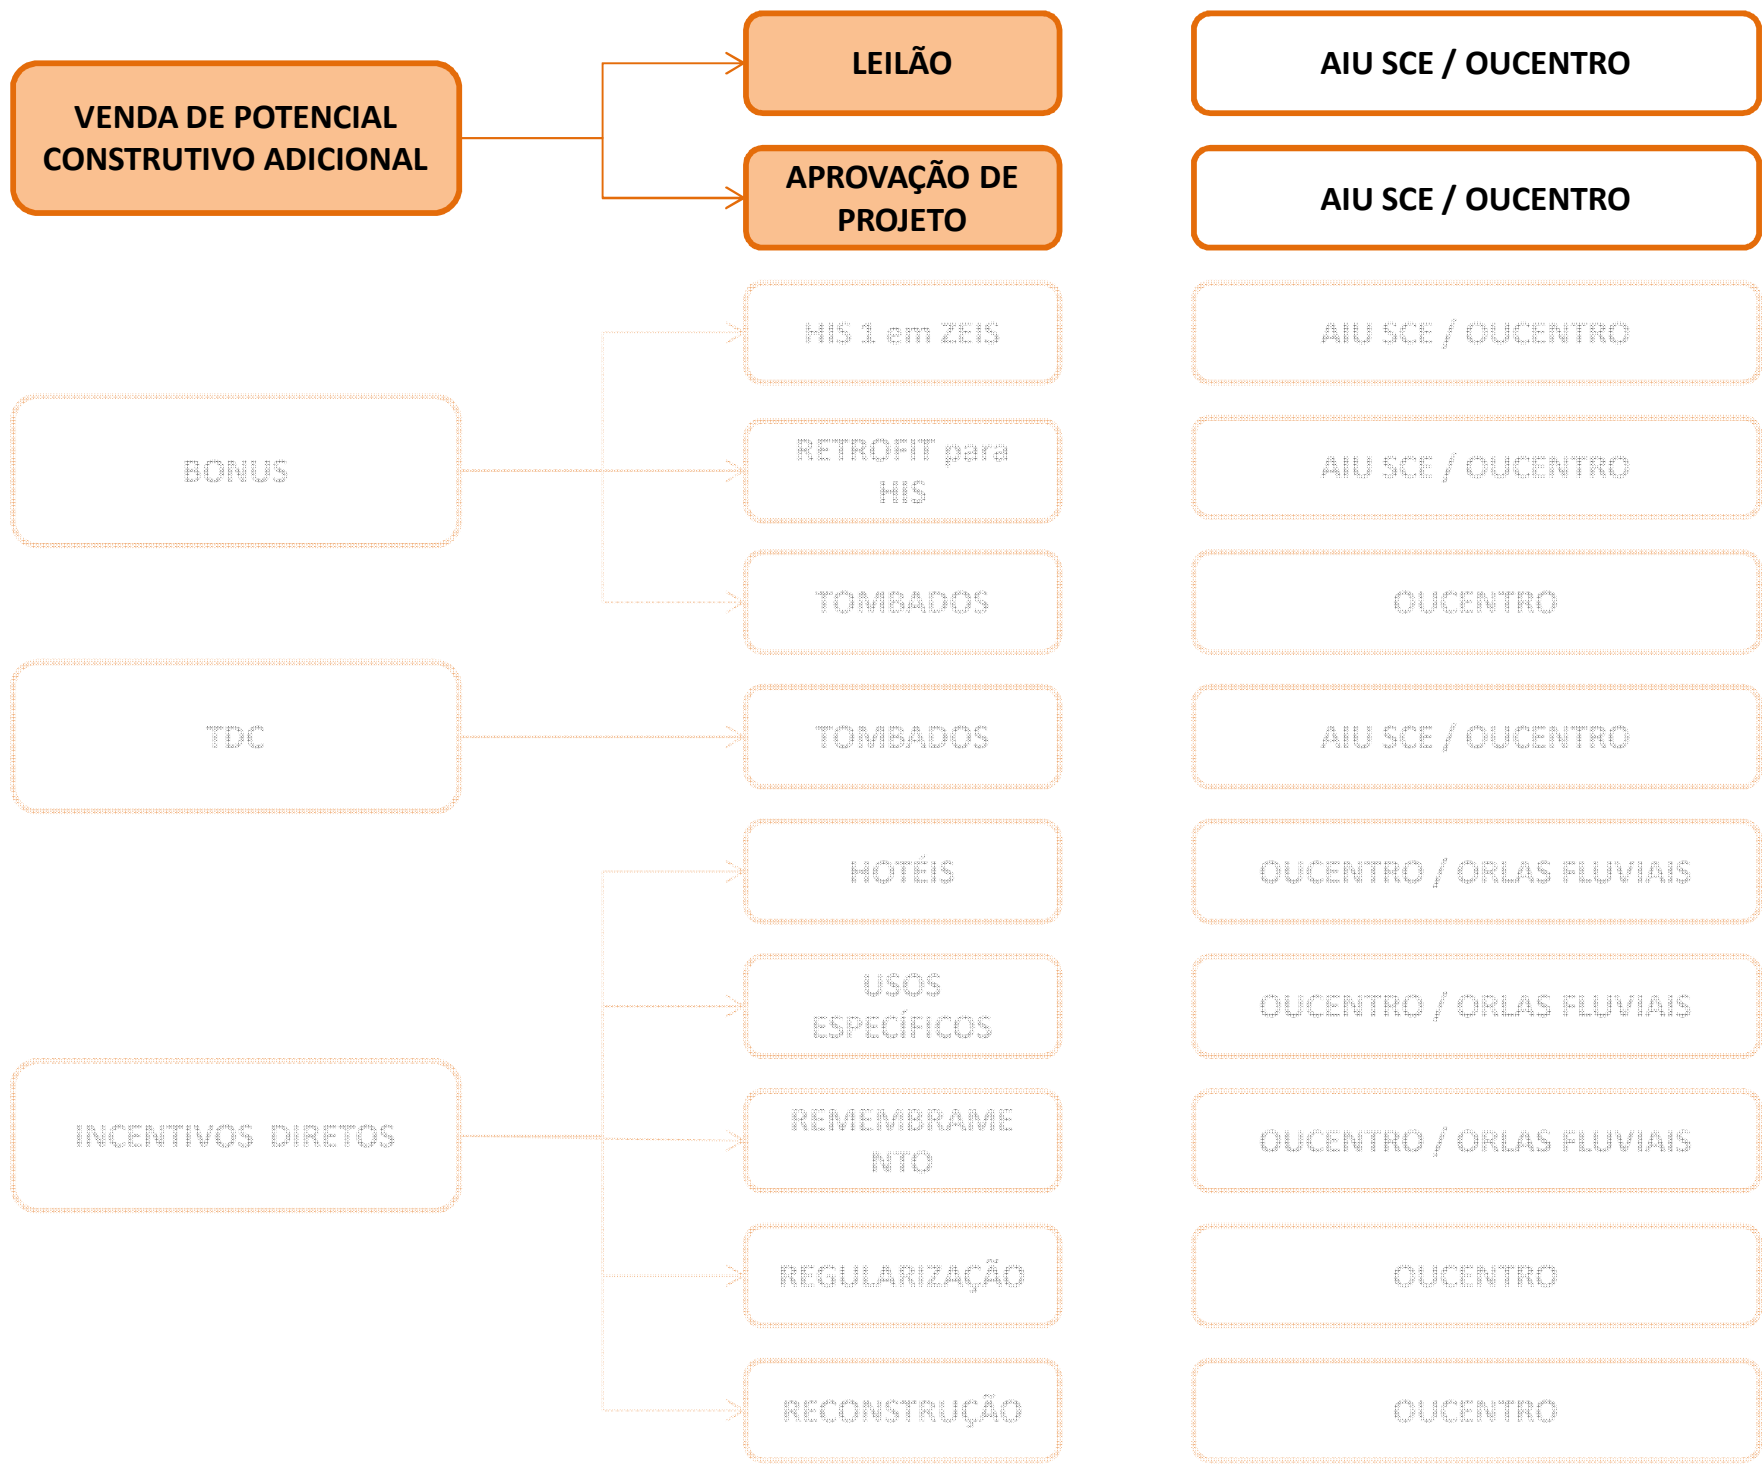 VENDA DE POTENCIAL
CONSTRUTIVO ADICIONAL
LEILÃO
AIU SCE / OUCENTRO
APROVAÇÃO DE
PROJETO
AIU SCE / OUCENTRO
BONUS
HIS 1 em ZEIS
AIU SCE / OUCENTRO
RETROFIT para
HIS
AIU SCE / OUCENTRO
TOMBADOS
OUCENTRO
TDC
TOMBADOS
AIU SCE / OUCENTRO
INCENTIVOS DIRETOS
HOTÉIS
OUCENTRO / ORLAS FLUVIAIS
USOS
ESPECÍFICOS
OUCENTRO / ORLAS FLUVIAIS
REMEMBRAME
NTO
OUCENTRO / ORLAS FLUVIAIS
REGULARIZAÇÃO
OUCENTRO
RECONSTRUÇÃO
OUCENTRO